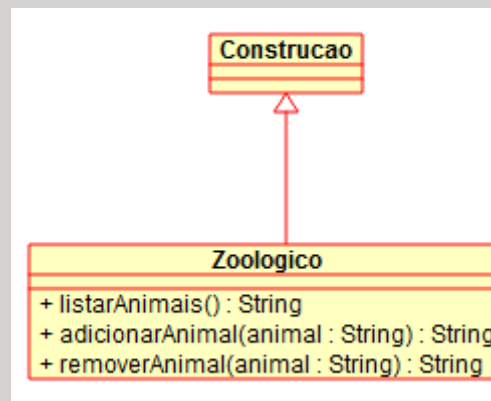 Construcao
Zoologico
+ listarAnimais() : String
+ adicionarAnimal(animal : String) : String
+ removerAnimal(animal : String) : String